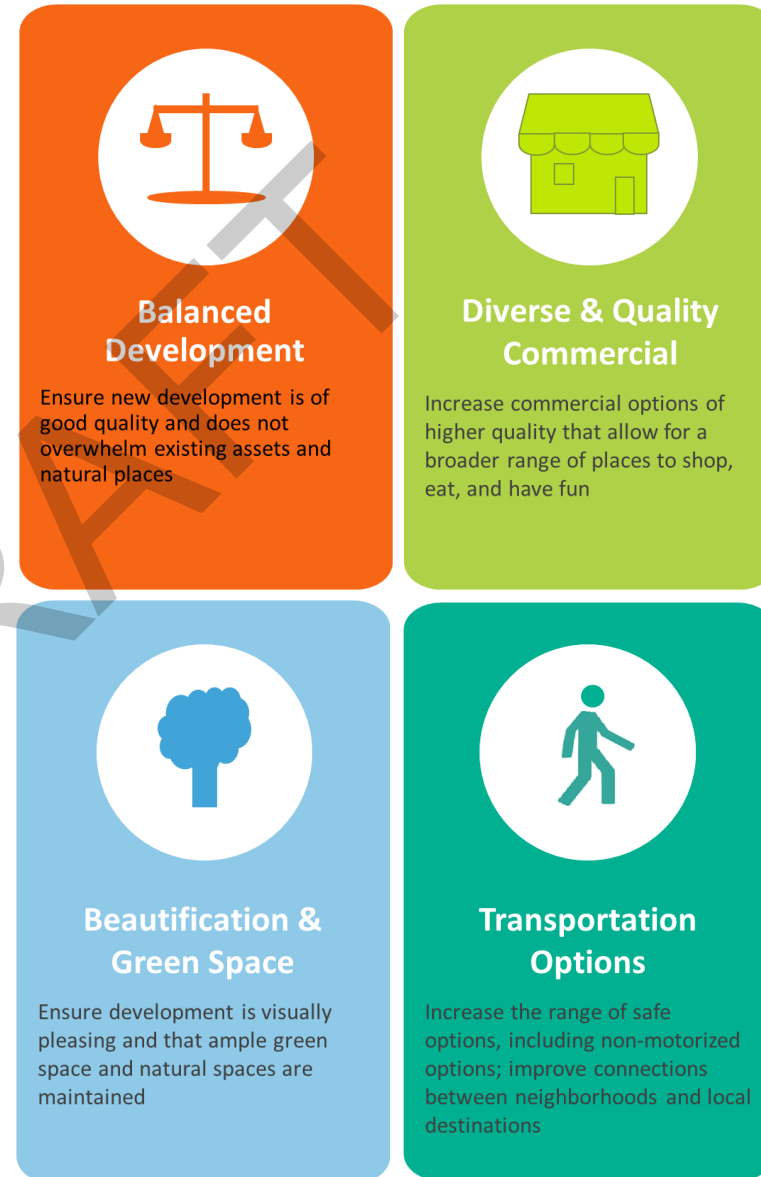 Balanced
Development
Ensure new development is of
good quality and does not
overwhelm existing assets and
natural places
Diverse & Quality
Commercial
Increase commercial options of
higher quality that allow for a
broader range of places to shop,
eat, and have fun
Beautification &
Green Space
Ensure development is visually
pleasing and that ample green
space and natural spaces are
maintained
Transportation
Options
Increase the range of safe
options, including non-motorized
options; improve connections
between neighborhoods and local
destinations
RAFT